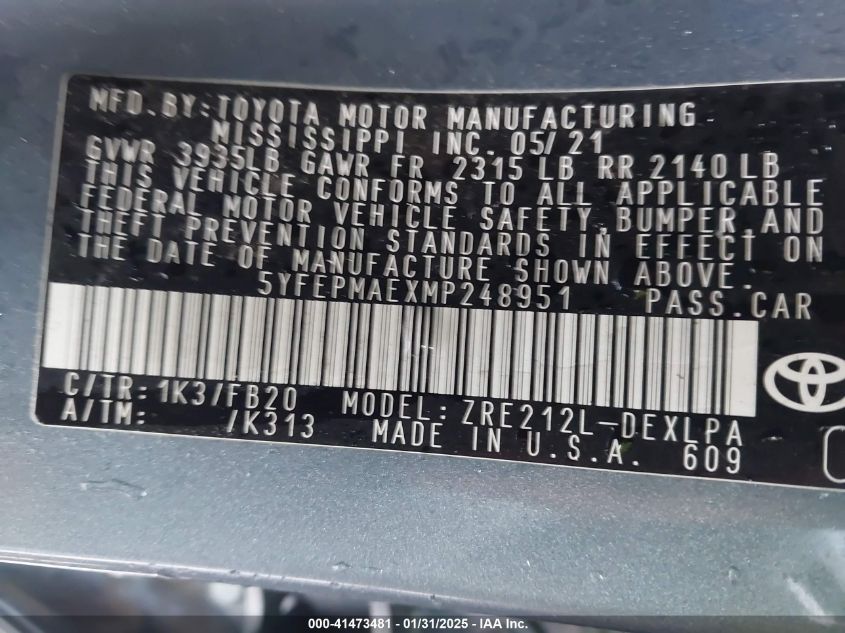 MFD.BY:TOYOTA MOTOR MANUFACTURING
MISSISSIPPI INC. 05/21
GVWR 3935LB GAWR FR 2315 LB RR 2140 LB
THIS VEHICLE CONFORMS TO ALL APPLICABLE
FEDERAL MOTOR VEHICLE SAFETY,BUMPER,AND
THEFT PREVENTION STANDARDS IN EFFECT ON
THE DATE OF MANUFACTURE SHOWN ABOVE.
5YFEPMAEXMP248951 PASS.CAR
C/TR: 1K3/FB20 MODEL: ZRE212L-DEXLPA
A/TM: /K313 MADE IN U.S.A. 609
000-41473481 - 01/31/2025 - IAA Inc.